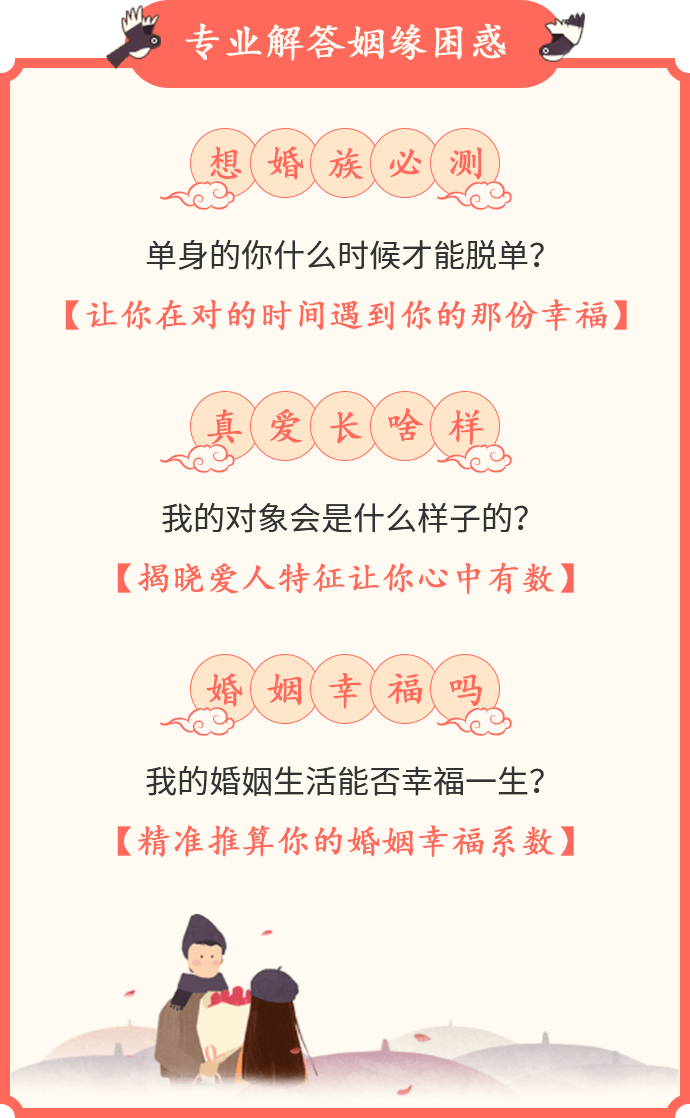 专业解答姻缘困惑
想婚族必测
单身的你什么时候才能脱单?
【让你在对的时间遇到你的那份幸福】
真爱长啥样
我的对象会是什么样子的?
【揭晓爱人特征让你心中有数】
婚姻幸福吗
我的婚姻生活能否幸福一生?
【精准推算你的婚姻幸福系数】